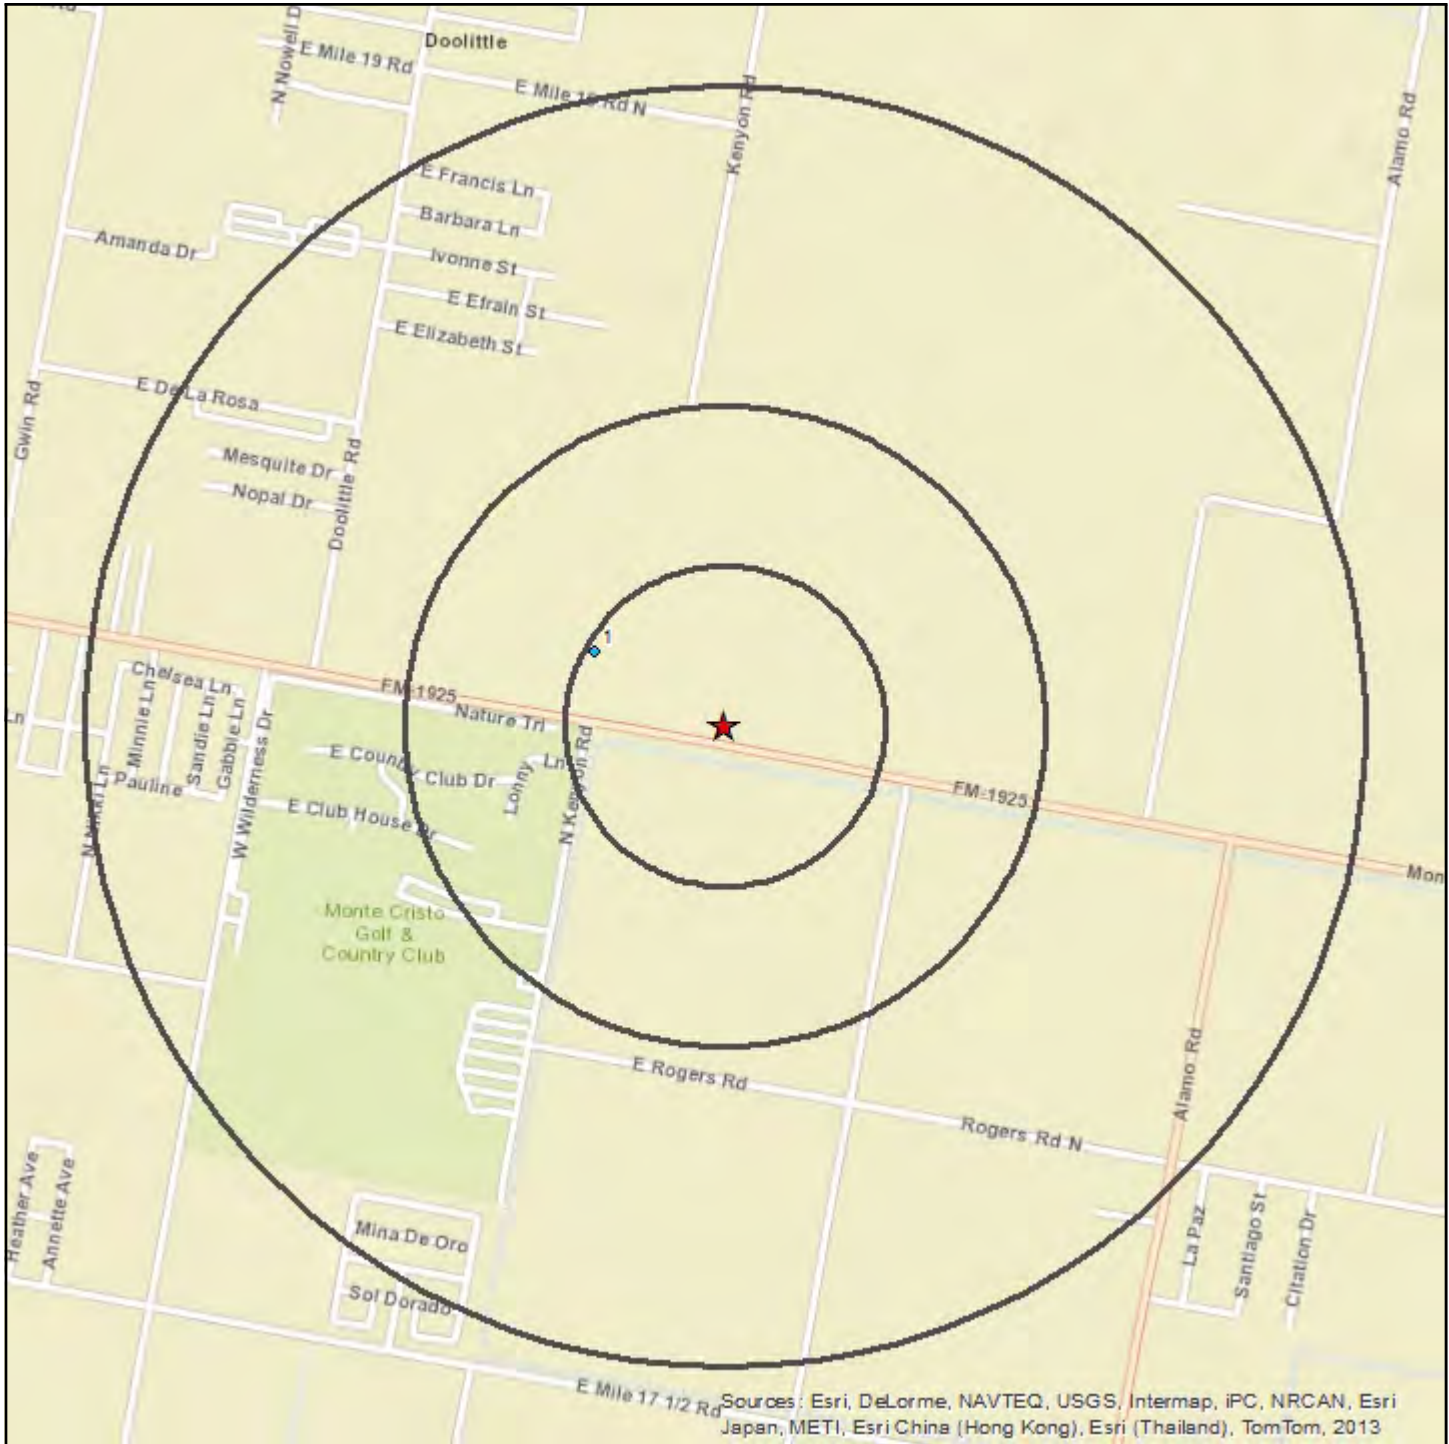 Doolittle
N Nowell D
E Mile 19 Rd
E Mile 19 Rd N
Kenyon Rd
Alamo Rd
E Francis Ln
Barbara Ln
Amanda Dr
Ivonne St
E Efrain St
E Elizabeth St
Gwin Rd
E De La Rosa
Mesquite Dr
Nopal Dr
Doolittle Rd
1
Chelsea Ln
FM-1925
Nature Trl
Ln
Minnie Ln
Sandie Ln
Gabbie Ln
W Wilderness Dr
E Country Club Dr
Lonny
Ln
N Kenyon Rd
Pauline
N Nikki Ln
E Club House Dr
FM-1925
Mon
Monte Cristo
Golf &
Country Club
E Rogers Rd
Rogers Rd N
Alamo Rd
Heather Ave
Annette Ave
Mina De Oro
Sol Dorado
La Paz
Santiago St
Citation Dr
E Mile 17 1/2 Rd
Sources: Esri, DeLorme, NAVTEQ, USGS, Intermap, iPC, NRCAN, Esri
Japan, METI, Esri China (Hong Kong), Esri (Thailand), TomTom, 2013